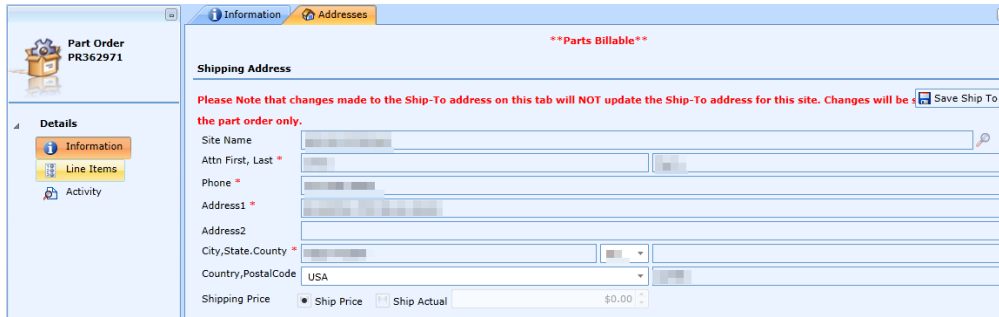 Part Order
PR362971
Details
Information
Line Items
Activity
Information
Addresses
**Parts Billable**
Shipping Address
Please Note that changes made to the Ship-To address on this tab will NOT update the Ship-To address for this site. Changes will be
Save Ship To
the part order only.
Site Name
Attn First, Last *
Phone *
Address1 *
Address2
City,State.County *
Country,PostalCode USA
Shipping Price Ship Price Ship Actual $0.00